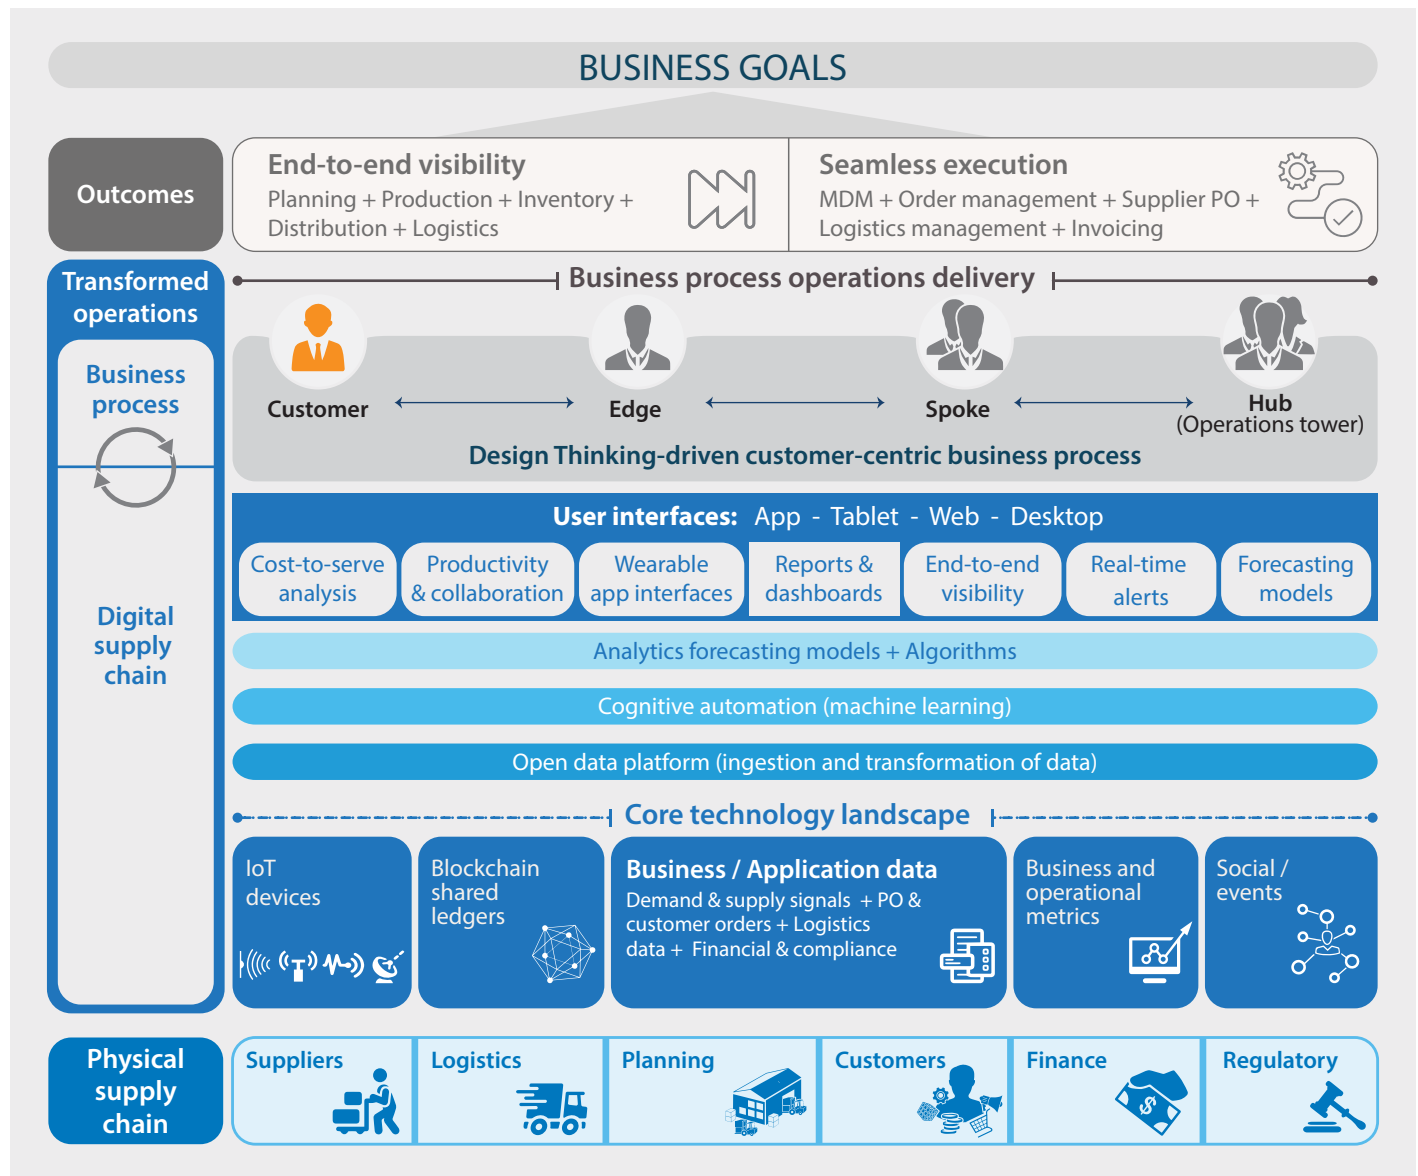 BUSINESS GOALS
Outcomes
End-to-end visibility
Planning + Production + Inventory +
Distribution + Logistics
Seamless execution
MDM + Order management + Supplier PO +
Logistics management + Invoicing
Transformed
operations
Business
process
Digital
supply
chain
Business process operations delivery
Customer
Edge
Spoke
Hub
(Operations tower)
Design Thinking-driven customer-centric business process
User interfaces: App - Tablet - Web - Desktop
Cost-to-serve
analysis
Productivity
& collaboration
Wearable
app interfaces
Reports &
dashboards
End-to-end
visibility
Real-time
alerts
Forecasting
models
Analytics forecasting models + Algorithms
Cognitive automation (machine learning)
Open data platform (ingestion and transformation of data)
Core technology landscape
IoT
devices
Blockchain
shared
ledgers
Business / Application data
Demand & supply signals + PO &
customer orders + Logistics
data + Financial & compliance
Business and
operational
metrics
Social /
events
Physical
supply
chain
Suppliers
Logistics
Planning
Customers
Finance
Regulatory